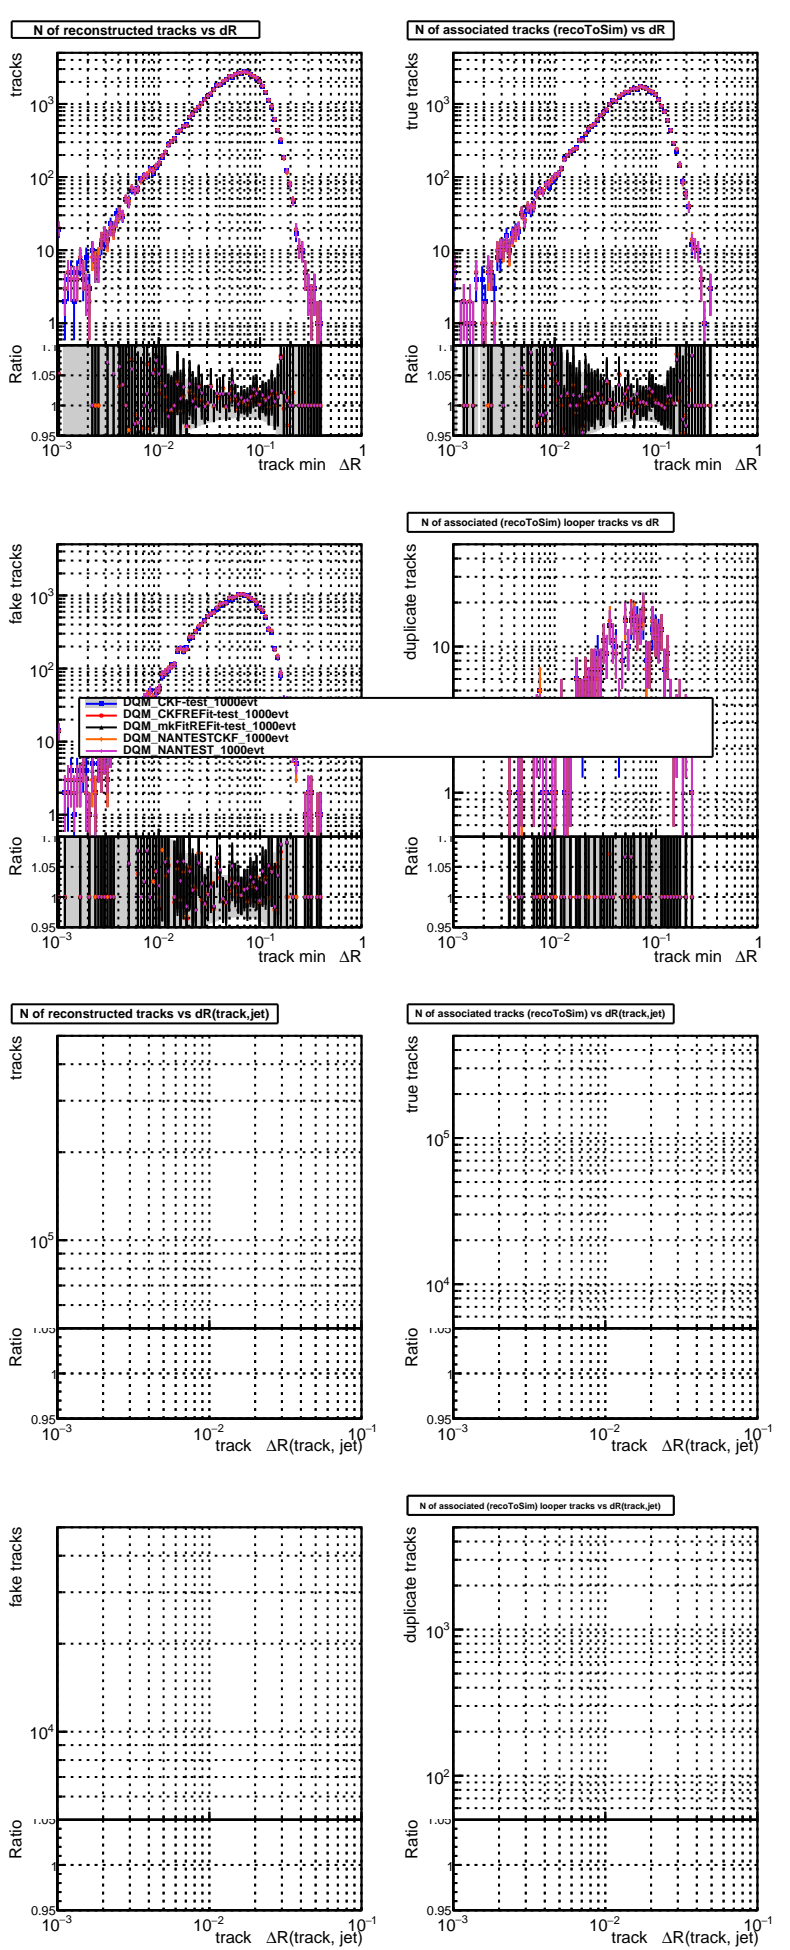 N of reconstructed tracks vs dR
N of associated tracks (recoToSim) vs dR
tracks
10³
10²
10
1
Ratio
1.05
1
0.95
10⁻³ 10⁻² 10⁻¹ 1
track min ΔR
true tracks
10³
10²
10
1
Ratio
1.05
1
0.95
10⁻³ 10⁻² 10⁻¹ 1
track min ΔR
N of associated (recoToSim) looper tracks vs dR
fake tracks
10³
10²
10
1
Ratio
1.05
1
0.95
10⁻³ 10⁻² 10⁻¹ 1
track min ΔR
duplicate tracks
10
1
Ratio
1.05
1
0.95
10⁻³ 10⁻² 10⁻¹ 1
track min ΔR
DQM_CKF-test_1000evt
DQM_CKFREFit-test_1000evt
DQM_mkFitREFit-test_1000evt
DQM_NANTESTCKF_1000evt
DQM_NANTEST_1000evt
N of reconstructed tracks vs dR(track,jet)
N of associated tracks (recoToSim) vs dR(track,jet)
tracks
10⁵
Ratio
1.05
1
0.95
10⁻³ 10⁻² 10⁻¹
track ΔR(track, jet)
true tracks
10⁵
10⁴
Ratio
1.05
1
0.95
10⁻³ 10⁻² 10⁻¹
track ΔR(track, jet)
N of associated (recoToSim) looper tracks vs dR(track,jet)
fake tracks
10⁴
Ratio
1.05
1
0.95
10⁻³ 10⁻² 10⁻¹
track ΔR(track, jet)
duplicate tracks
10³
10²
Ratio
1.05
1
0.95
10⁻³ 10⁻² 10⁻¹
track ΔR(track, jet)